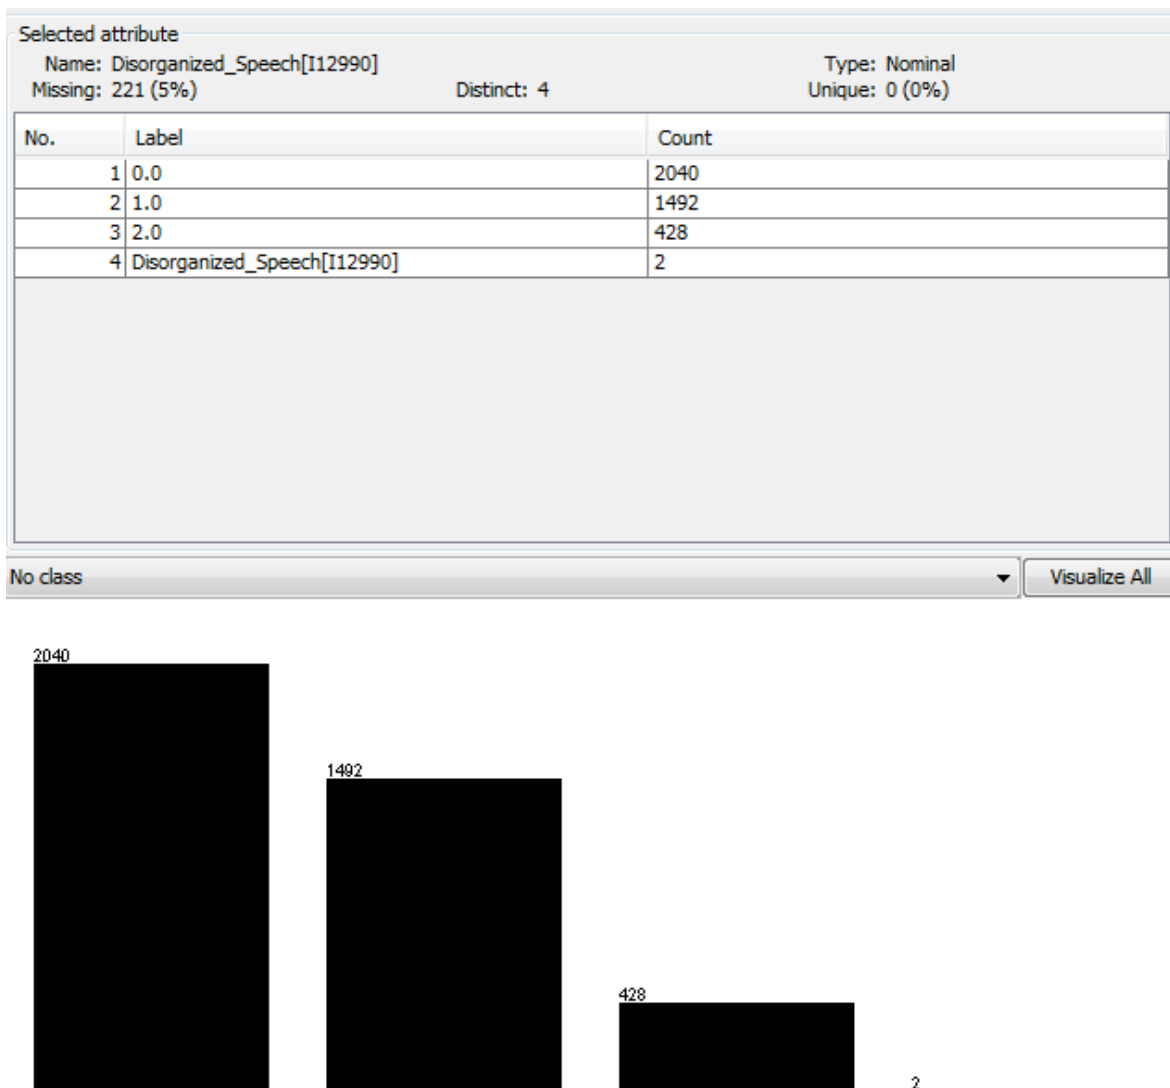 Selected attribute
Name: Disorganized_Speech[I12990] Type: Nominal
Missing: 221 (5%) Distinct: 4 Unique: 0 (0%)
No. Label Count
1 0.0 2040
2 1.0 1492
3 2.0 428
4 Disorganized_Speech[I12990] 2
No class Visualize All
2040
1492
428
2